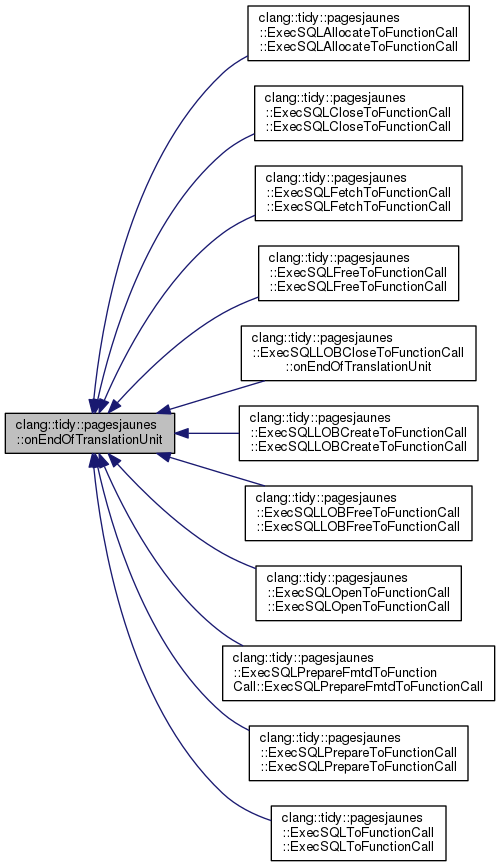 clang::tidy::pagesjaunes
::ExecSQLAllocateToFunctionCall
::ExecSQLAllocateToFunctionCall
clang::tidy::pagesjaunes
::ExecSQLCloseToFunctionCall
::ExecSQLCloseToFunctionCall
clang::tidy::pagesjaunes
::ExecSQLFetchToFunctionCall
::ExecSQLFetchToFunctionCall
clang::tidy::pagesjaunes
::ExecSQLFreeToFunctionCall
::ExecSQLFreeToFunctionCall
clang::tidy::pagesjaunes
::ExecSQLLOBCloseToFunctionCall
::onEndOfTranslationUnit
clang::tidy::pagesjaunes
::onEndOfTranslationUnit
clang::tidy::pagesjaunes
::ExecSQLLOBCreateToFunctionCall
::ExecSQLLOBCreateToFunctionCall
clang::tidy::pagesjaunes
::ExecSQLLOBFreeToFunctionCall
::ExecSQLLOBFreeToFunctionCall
clang::tidy::pagesjaunes
::ExecSQLOpenToFunctionCall
::ExecSQLOpenToFunctionCall
clang::tidy::pagesjaunes
::ExecSQLPrepareFmtdToFunction
Call::ExecSQLPrepareFmtdToFunctionCall
clang::tidy::pagesjaunes
::ExecSQLPrepareToFunctionCall
::ExecSQLPrepareToFunctionCall
clang::tidy::pagesjaunes
::ExecSQLToFunctionCall
::ExecSQLToFunctionCall